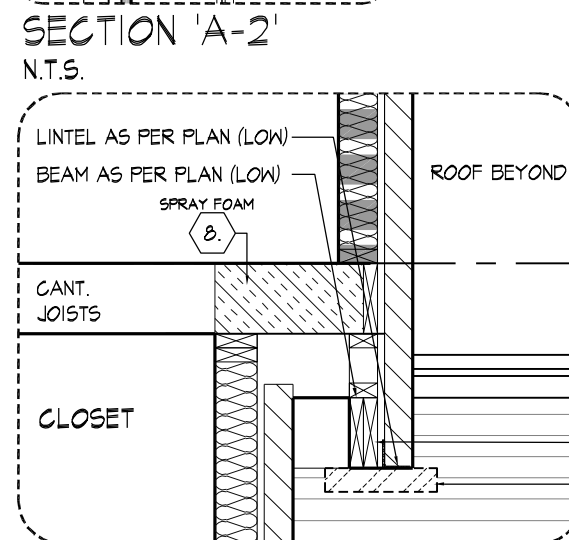 SECTION 'A-2'
N.T.S.
LINTEL AS PER PLAN (LOW)
BEAM AS PER PLAN (LOW)
ROOF BEYOND
SPRAY FOAM
8.
CANT.
JOISTS
CLOSET